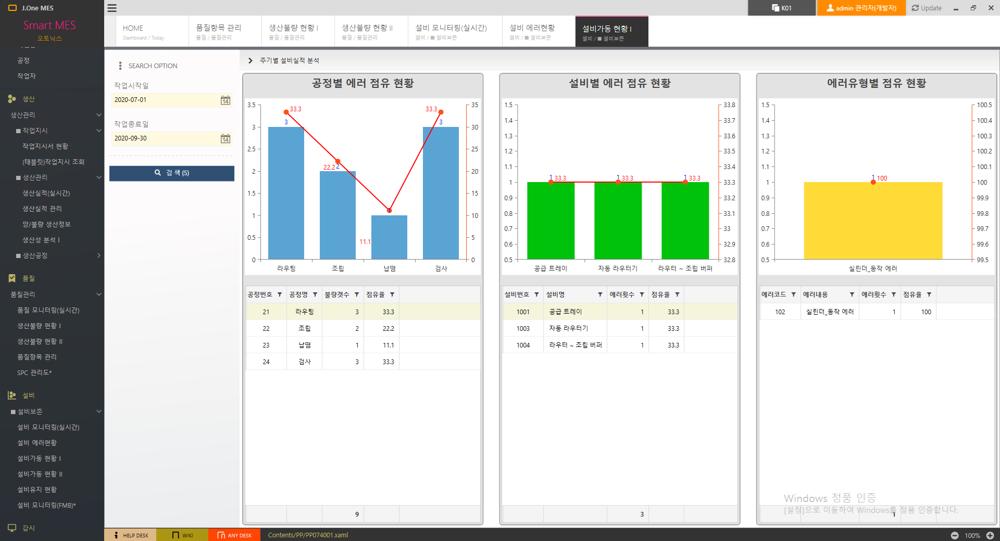 J.One MES
K01
admin 관리자(개발자)
Update
Smart MES
오토닉스
공정
작업자
생산
생산관리
■ 작업지시
작업지시서 현황
(태블릿)작업지시 조회
■ 생산관리
생산실적(실시간)
생산실적 관리
양/불량 생산정보
생산성 분석 I
■ 생산공정
품질
품질관리
품질 모니터링(실시간)
생산불량 현황 I
생산불량 현황 II
품질항목 관리
SPC 관리도*
설비
■ 설비보존
설비 모니터링(실시간)
설비 에러현황
설비가동 현황 I
설비가동 현황 II
설비유지 현황
설비 모니터링(FMB)*
감시
HOME
Dashboard / Today
품질항목 관리
품질 / 품질관리
생산불량 현황 I
품질 / 품질관리
생산불량 현황 II
품질 / 품질관리
설비 모니터링(실시간)
설비 / ■ 설비보존
설비 에러현황
설비 / ■ 설비보존
설비가동 현황 I
설비 / ■ 설비보존
SEARCH OPTION
작업시작일
2020-07-01
14
작업종료일
2020-09-30
14
검 색 (S)
주기별 설비실적 분석
공정별 에러 점유 현황
3.5
3
2.5
2
1.5
1
0.5
0
35
30
25
20
15
10
5
0
33.3
3
22.2
2
11.1
1
33.3
3
라우팅 조립 납땜 검사
공정번호 공정명 불량갯수 점유율
21 라우팅 3 33.3
22 조립 2 22.2
23 납땜 1 11.1
24 검사 3 33.3
9
설비별 에러 점유 현황
1.5
1.4
1.3
1.2
1.1
1
0.9
0.8
0.7
0.6
0.5
33.8
33.7
33.6
33.5
33.4
33.3
33.2
33.1
33
32.9
32.8
1 33.3
1 33.3
1 33.3
공급 트레이 자동 라우터기 라우터 ~ 조립 버퍼
설비번호 설비명 에러횟수 점유율
1001 공급 트레이 1 33.3
1003 자동 라우터기 1 33.3
1004 라우터 ~ 조립 버퍼 1 33.3
3
에러유형별 점유 현황
1.5
1.4
1.3
1.2
1.1
1
0.9
0.8
0.7
0.6
0.5
100.5
100.4
100.3
100.2
100.1
100
99.9
99.8
99.7
99.6
99.5
1 100
실린더_동작 에러
에러코드 에러내용 에러횟수 점유율
102 실린더_동작 에러 1 100
1
Windows 정품 인증
[설정]으로 이동하여 Windows를 정품 인증합니다.
HELP DESK
WIKI
ANY DESK
Contents/PP/PP074001.xaml
100%